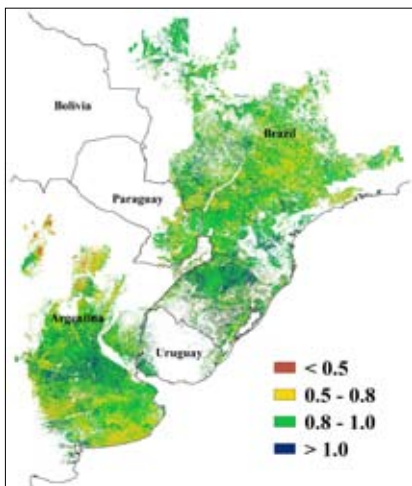 Bolivia
Brazil
Paraguay
Argentina
Uruguay
< 0.5
0.5 - 0.8
0.8 - 1.0
> 1.0